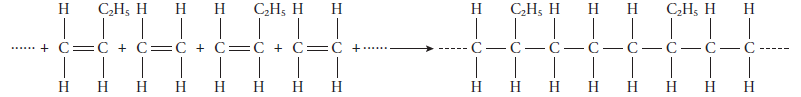 H C₂H₅ H H H C₂H₅ H H H C₂H₅ H H H C₂H₅ H H
...... + C=C + C=C + C=C + C=C +...... → -----C—C—C—C—C—C—C—C-----
H H H H H H H H H H H H H H H H